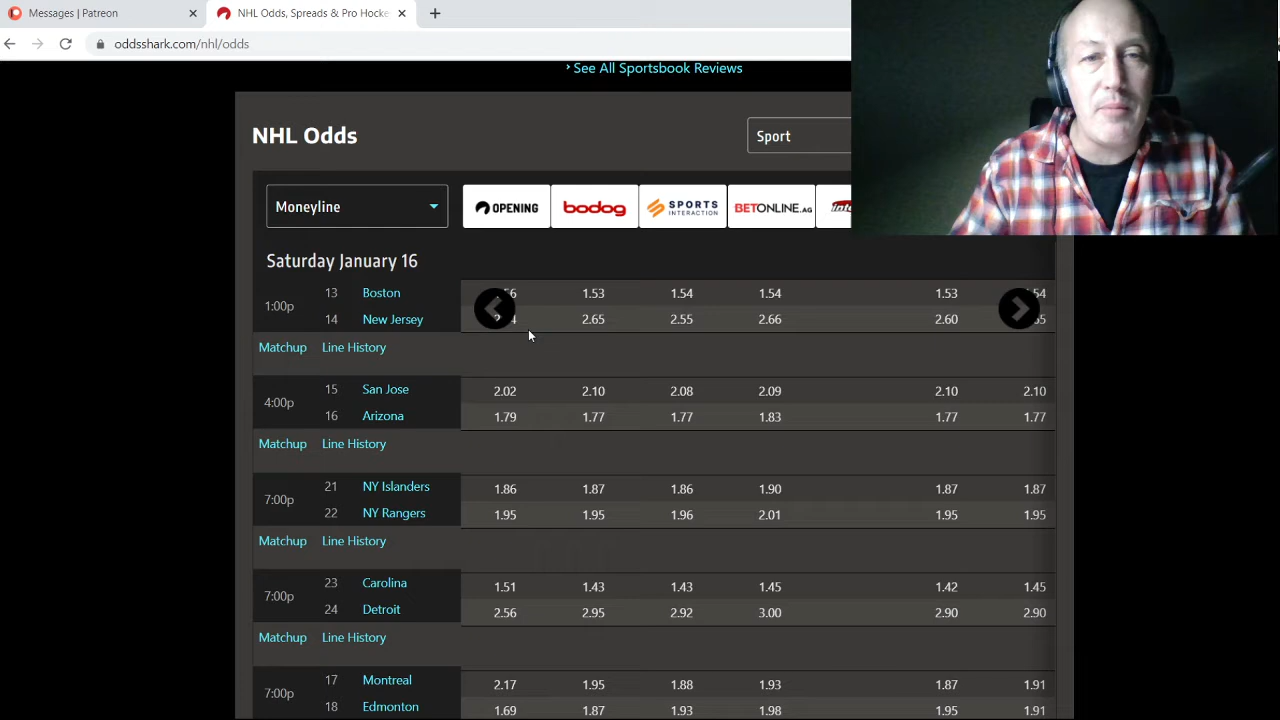 Messages | Patreon
NHL Odds, Spreads & Pro Hocke
oddsshark.com/nhl/odds
See All Sportsbook Reviews
NHL Odds
Sport
Moneyline
OPENING bodog SPORTS INTERACTION BETONLINE.AG
Saturday January 16
1:00p
13 Boston 1.53 1.54 1.54 1.53
14 New Jersey 2.65 2.55 2.66 2.60
Matchup Line History
4:00p
15 San Jose 2.02 2.10 2.08 2.09 2.10 2.10
16 Arizona 1.79 1.77 1.77 1.83 1.77 1.77
Matchup Line History
7:00p
21 NY Islanders 1.86 1.87 1.86 1.90 1.87 1.87
22 NY Rangers 1.95 1.95 1.96 2.01 1.95 1.95
Matchup Line History
7:00p
23 Carolina 1.51 1.43 1.43 1.45 1.42 1.45
24 Detroit 2.56 2.95 2.92 3.00 2.90 2.90
Matchup Line History
7:00p
17 Montreal 2.17 1.95 1.88 1.93 1.87 1.91
18 Edmonton 1.69 1.87 1.93 1.98 1.95 1.91